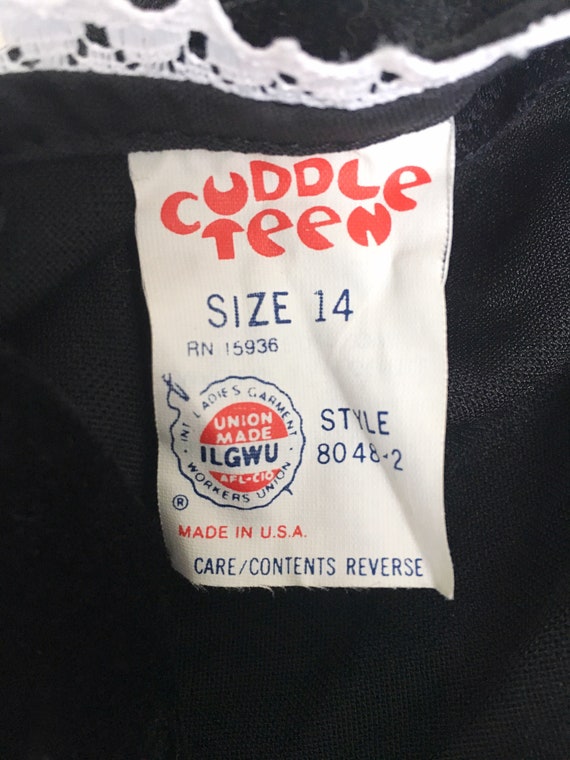 CUDDLE
TEEN
SIZE 14
RN 15936
INT. LADIES GARMENT
UNION
MADE
ILGWU
AFL-CIO
WORKERS UNION
®
STYLE
8048-2
MADE IN U.S.A.
CARE/CONTENTS REVERSE